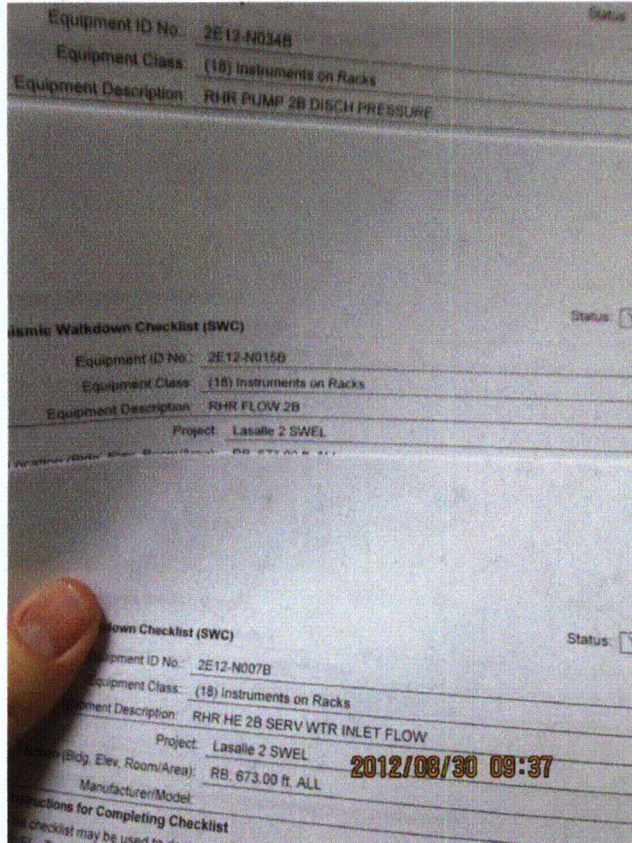 Equipment ID No.: 2E12-N034B
Status
Equipment Class: (18) Instruments on Racks
Equipment Description: RHR PUMP 2B DISCH PRESSURE
ismic Walkdown Checklist (SWC)
Status: Y
Equipment ID No.: 2E12-N015B
Equipment Class: (18) Instruments on Racks
Equipment Description: RHR FLOW 2B
Project: Lasalle 2 SWEL
down Checklist (SWC)
Status: Y
uipment ID No.: 2E12-N007B
quipment Class: (18) Instruments on Racks
pment Description: RHR HE 2B SERV WTR INLET FLOW
Project: Lasalle 2 SWEL
(Bldg, Elev, Room/Area): RB, 673.00 ft, ALL
2012/08/30 09:37
Manufacturer/Model:
structions for Completing Checklist
checklist may be used to